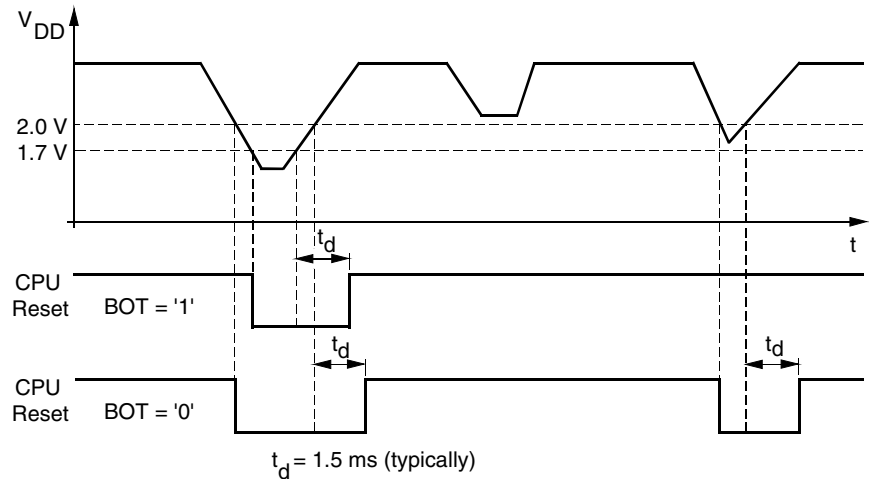 V DD
2.0 V
1.7 V
t
td
CPU
Reset
BOT = '1'
td
td
CPU
Reset
BOT = '0'
td = 1.5 ms (typically)